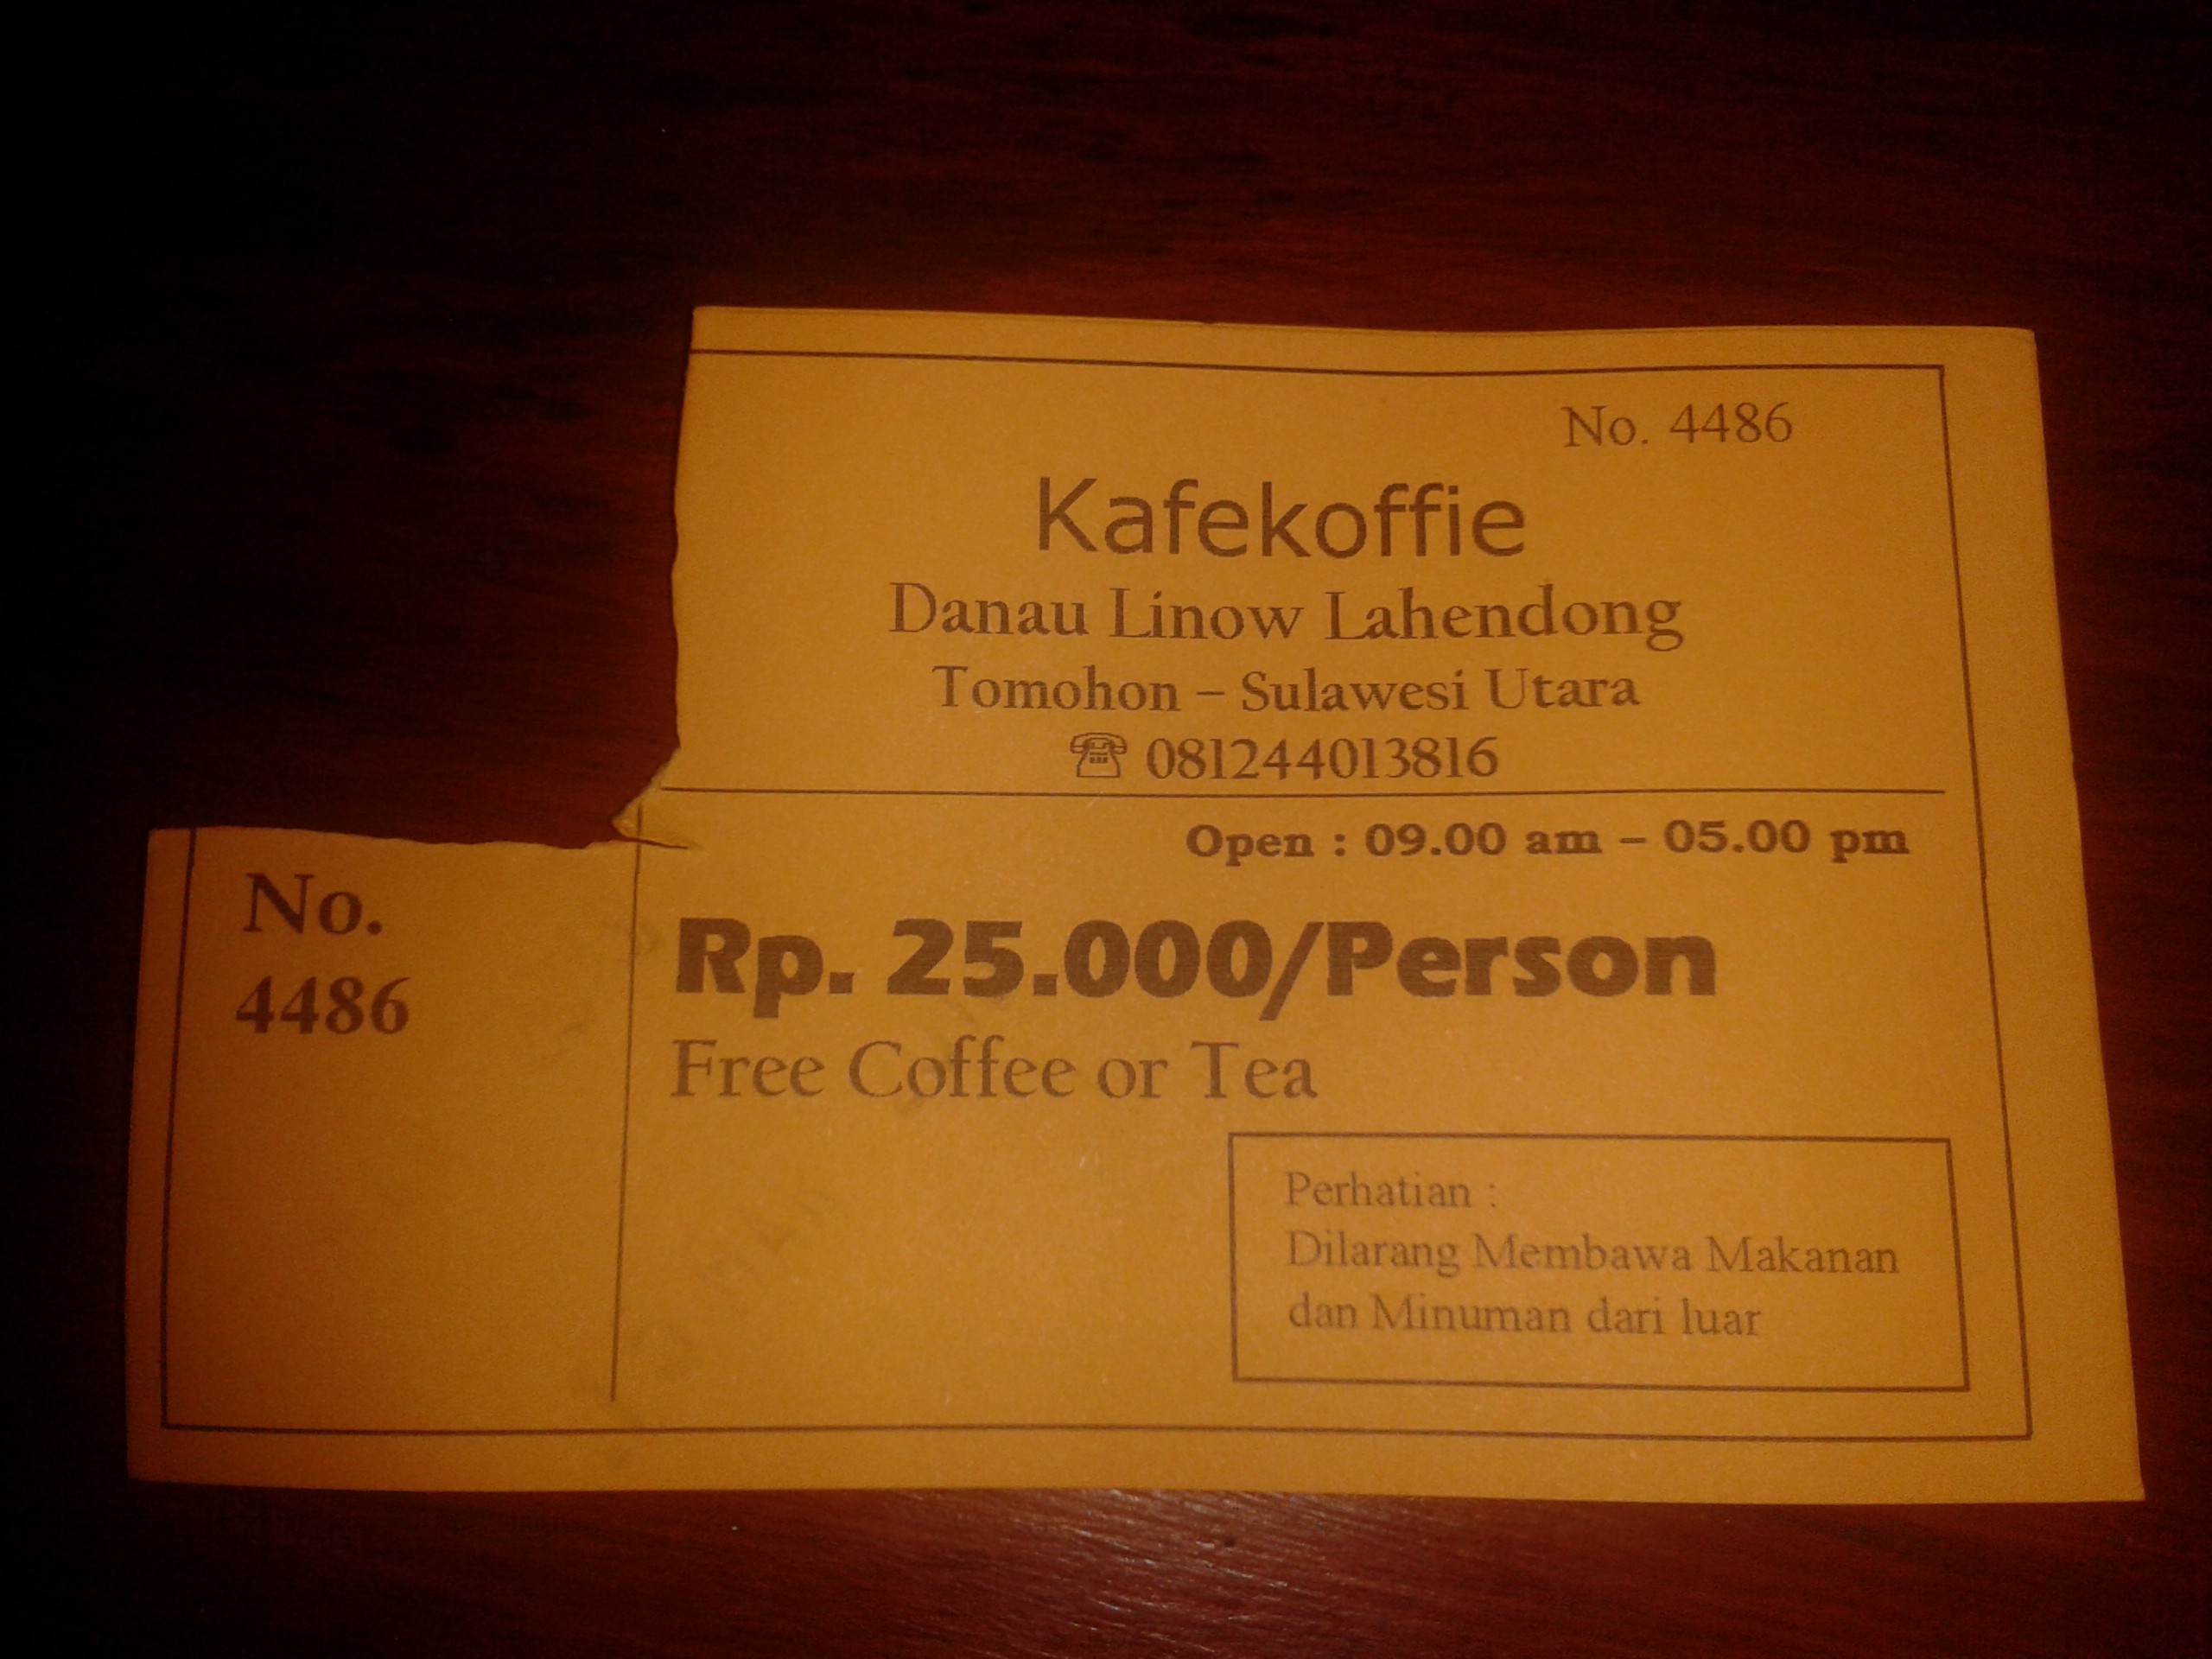 No. 4486
Kafekoffie
Danau Linow Lahendong
Tomohon – Sulawesi Utara
☎ 081244013816
Open : 09.00 am – 05.00 pm
No.
4486
Rp. 25.000/Person
Free Coffee or Tea
Perhatian :
Dilarang Membawa Makanan
dan Minuman dari luar